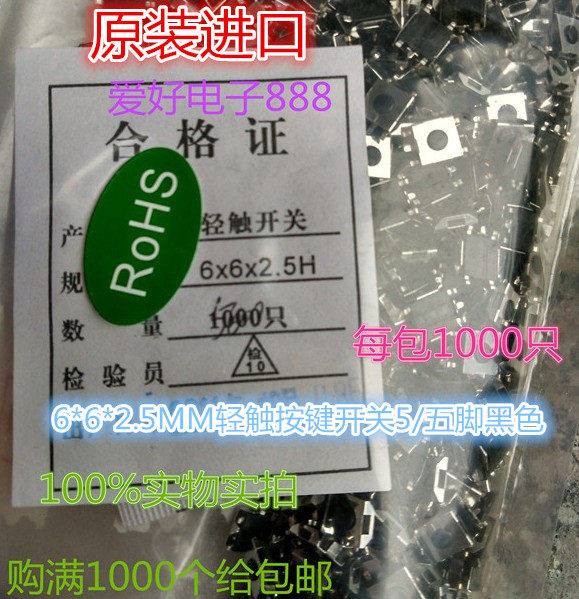 原装进口
爱好电子888
合格证
RoHS
产 轻触开关
规 6x6x2.5H
数量 1000只
每包1000只
检验员 检10
6*6*2.5MM轻触按键开关5/五脚黑色
100%实物实拍
购满1000个给包邮